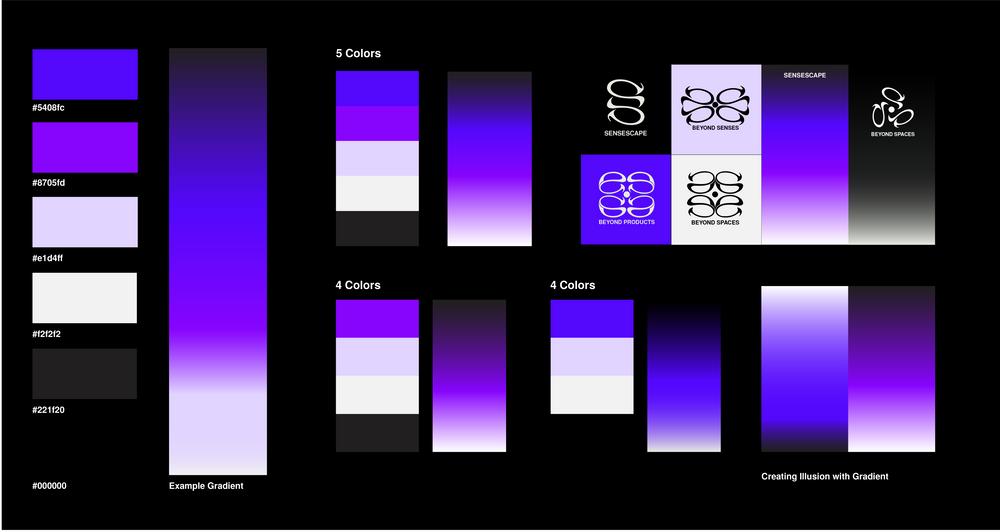 #5408fc
#8705fd
#e1d4ff
#f2f2f2
#221f20
#000000
Example Gradient
5 Colors
4 Colors
4 Colors
SENSESCAPE
BEYOND SENSES
SENSESCAPE
BEYOND SPACES
BEYOND PRODUCTS
BEYOND SPACES
Creating Illusion with Gradient